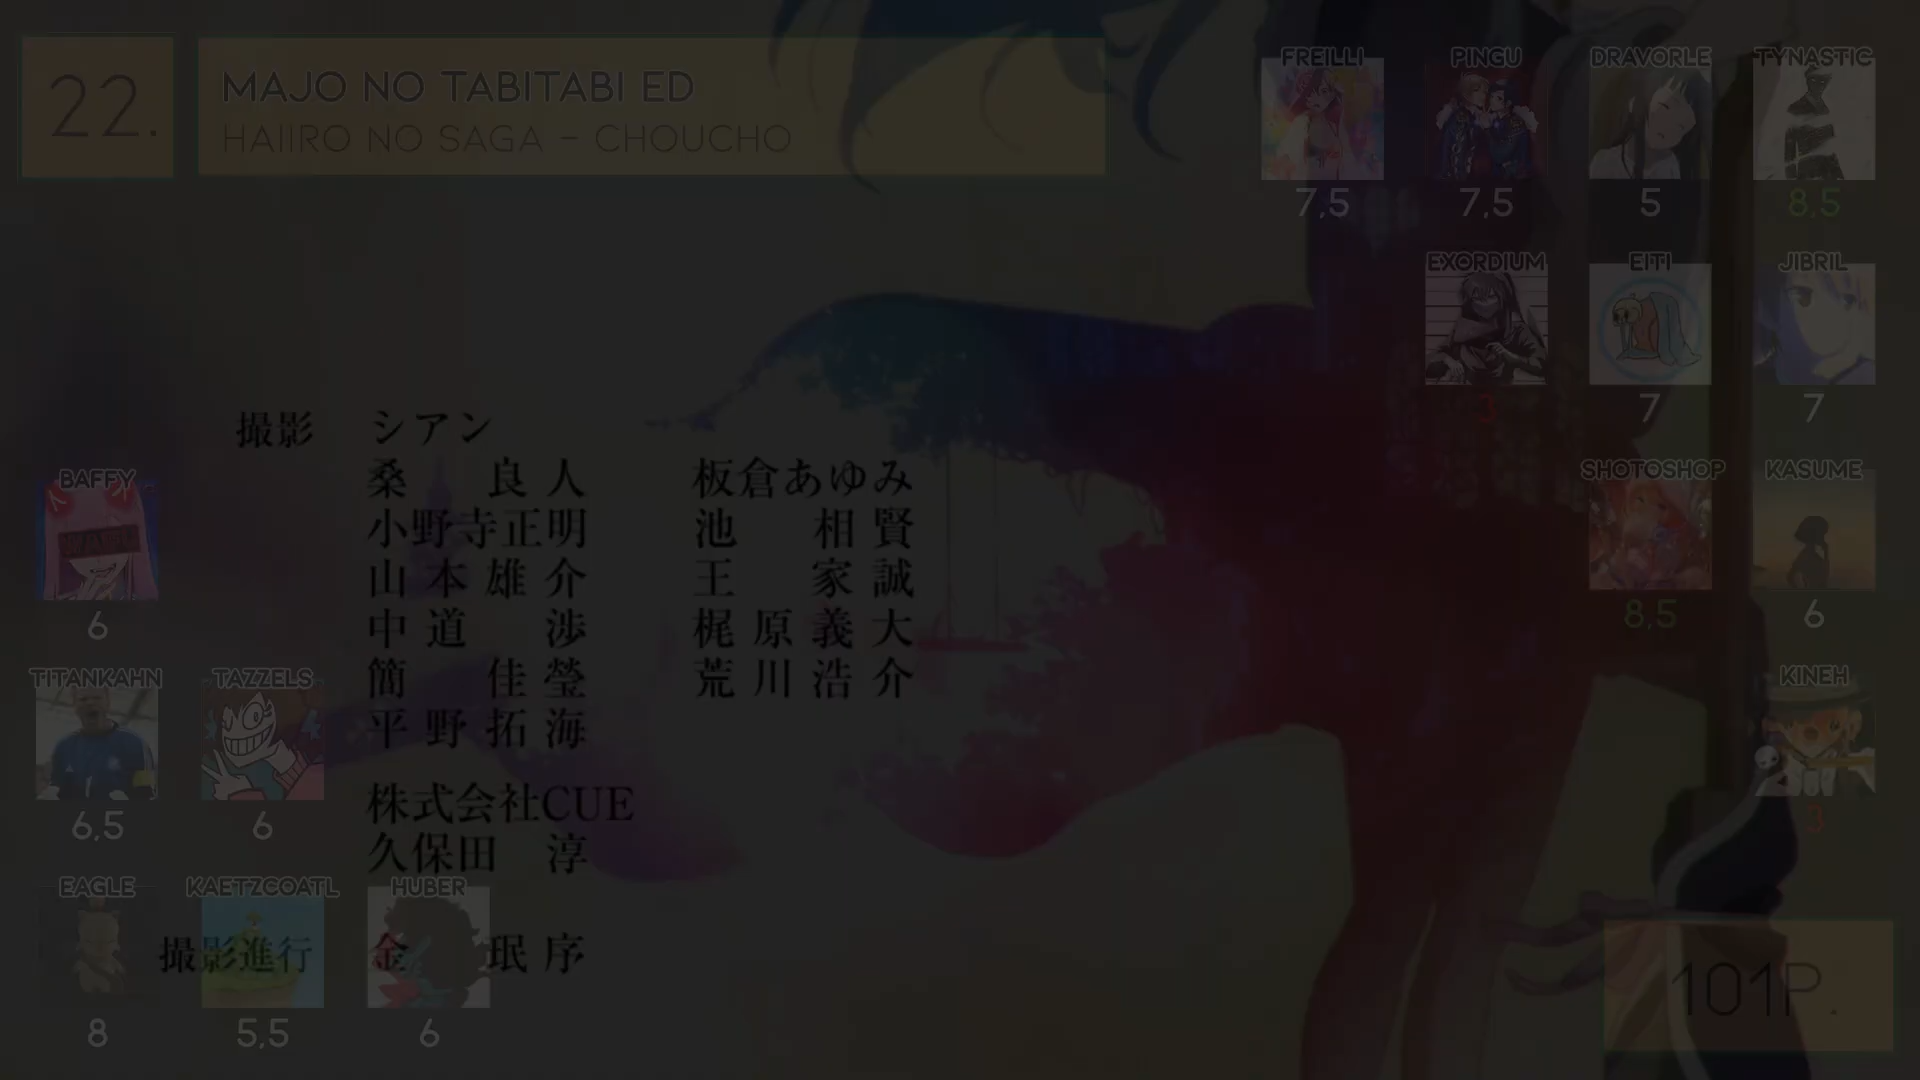 22.
MAJO NO TABITABI ED
HAIIRO NO SAGA - CHOUCHO
FREILLI
7,5
PINGU
7,5
DRAVORLE
5
TYNASTIC
8,5
EXORDIUM
3
EITI
7
JIBRIL
7
SHOTOSHOP
8,5
KASUME
6
KINEH
3
BAFFY
6
TITANKAHN
6,5
TAZZELS
6
EAGLE
8
KAETZCOATL
5,5
HUBER
6
撮影 シアン
桑良人 板倉あゆみ
小野寺正明 池相賢
山本雄介 王家誠
中道渉 梶原義大
簡佳瑩 荒川浩介
平野拓海
株式会社CUE
久保田淳
撮影進行 金珉序
101P.